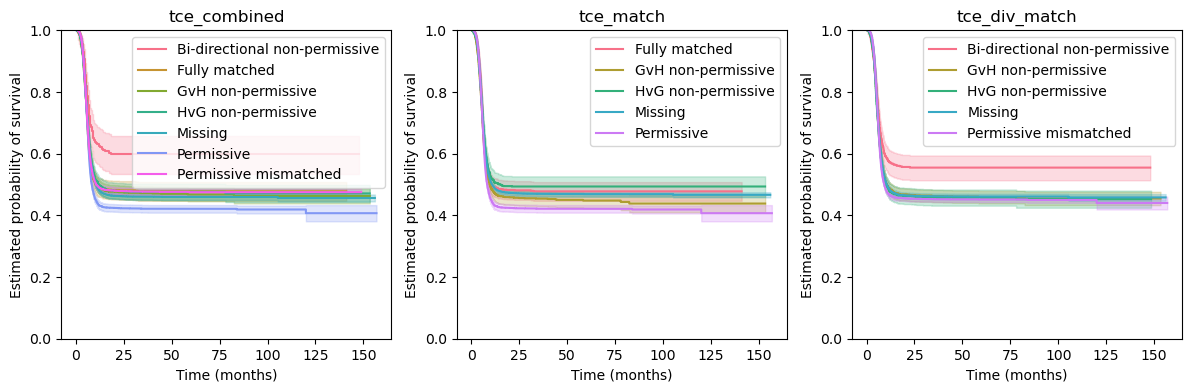 tce_combined
Estimated probability of survival
1.0
0.8
0.6
0.4
0.2
0.0
Bi-directional non-permissive
Fully matched
GvH non-permissive
HvG non-permissive
Missing
Permissive
Permissive mismatched
0 25 50 75 100 125 150
Time (months)
tce_match
Estimated probability of survival
1.0
0.8
0.6
0.4
0.2
0.0
Fully matched
GvH non-permissive
HvG non-permissive
Missing
Permissive
0 25 50 75 100 125 150
Time (months)
tce_div_match
Estimated probability of survival
1.0
0.8
0.6
0.4
0.2
0.0
Bi-directional non-permissive
GvH non-permissive
HvG non-permissive
Missing
Permissive mismatched
0 25 50 75 100 125 150
Time (months)